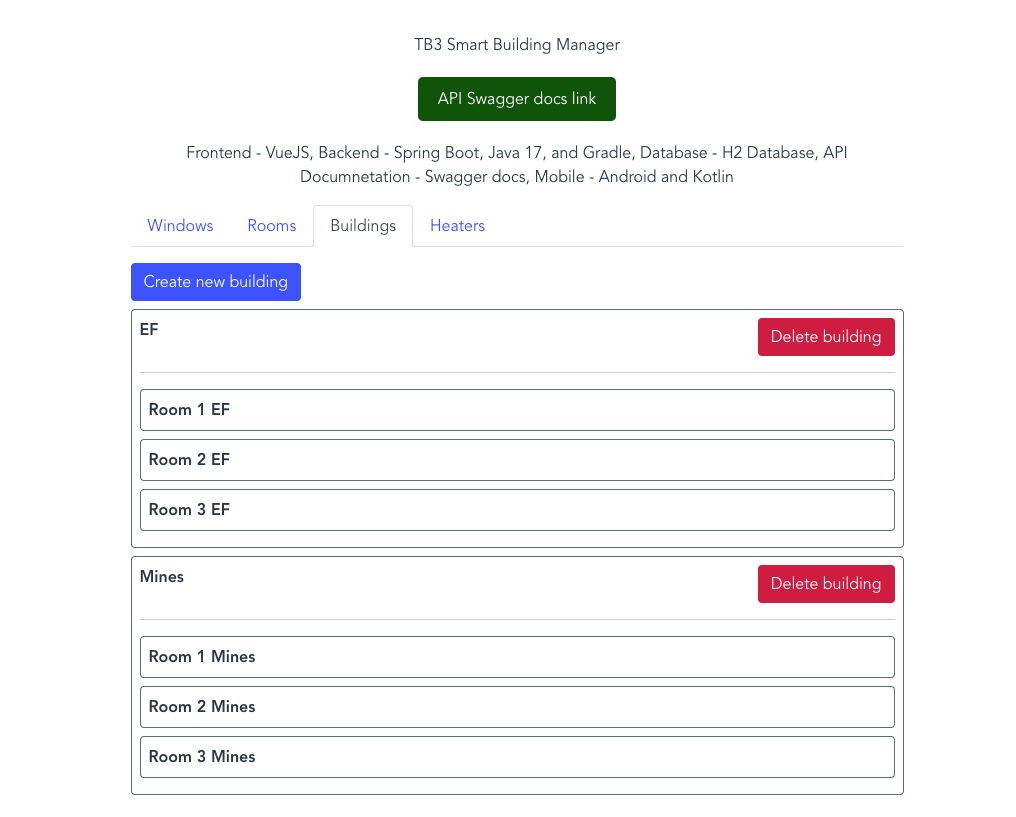 TB3 Smart Building Manager
API Swagger docs link
Frontend - VueJS, Backend - Spring Boot, Java 17, and Gradle, Database - H2 Database, API
Documnetation - Swagger docs, Mobile - Android and Kotlin
Windows Rooms Buildings Heaters
Create new building
EF Delete building
Room 1 EF
Room 2 EF
Room 3 EF
Mines Delete building
Room 1 Mines
Room 2 Mines
Room 3 Mines